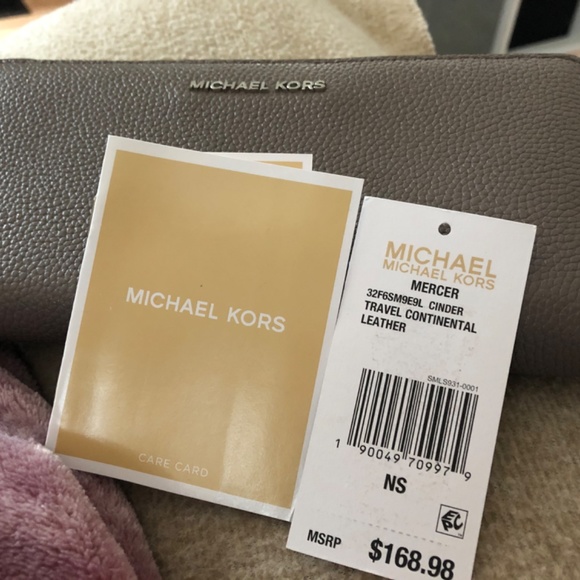 MICHAEL KORS
MICHAEL KORS
CARE CARD
MICHAEL
MICHAEL KORS
MERCER
32F6SM9E9L CINDER
TRAVEL CONTINENTAL
LEATHER
SMLS931-0001
1 90049 70997 9
NS
MSRP $168.98